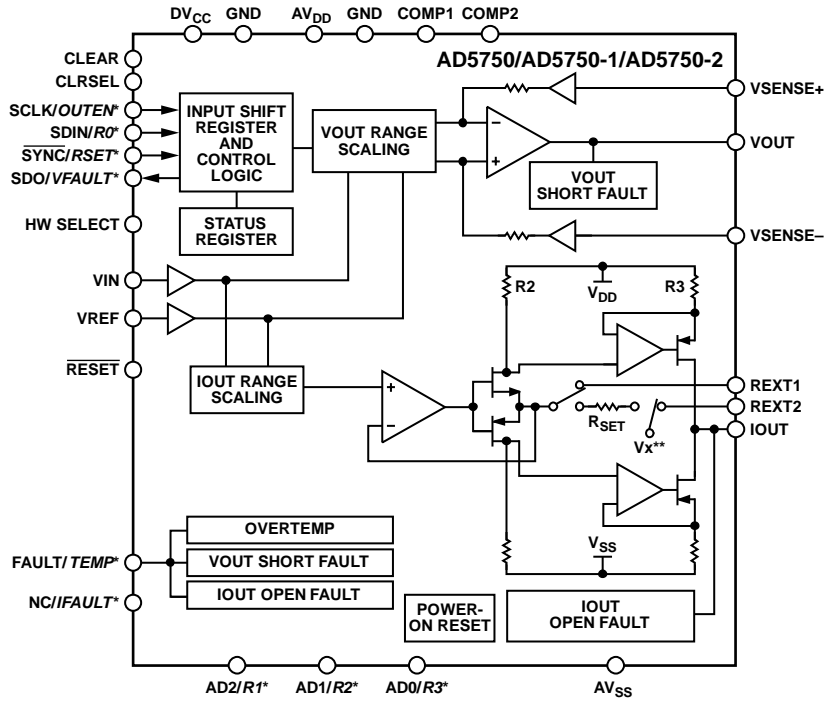 DVCC GND AVDD GND COMP1 COMP2
AD5750/AD5750-1/AD5750-2
CLEAR
CLRSEL
SCLK/OUTEN*
SDIN/R0*
SYNC/RSET*
SDO/VFAULT*
HW SELECT
VIN
VREF
RESET
INPUT SHIFT
REGISTER
AND
CONTROL
LOGIC
STATUS
REGISTER
VOUT RANGE
SCALING
IOUT RANGE
SCALING
−
+
VOUT
SHORT FAULT
VSENSE+
VOUT
VSENSE−
R2
VDD
R3
+
−
RSET
Vx**
REXT1
REXT2
IOUT
VSS
FAULT/TEMP*
NC/IFAULT*
OVERTEMP
VOUT SHORT FAULT
IOUT OPEN FAULT
POWER-
ON RESET
IOUT
OPEN FAULT
AD2/R1* AD1/R2* AD0/R3* AVSS